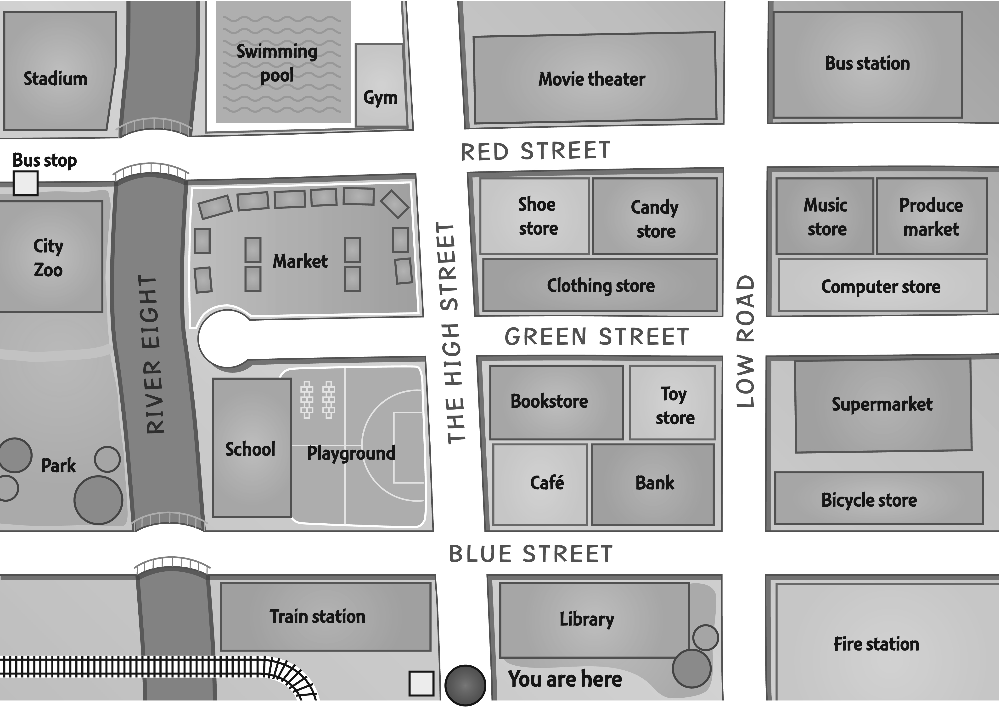 Stadium
Swimming
pool
Gym
Movie theater
Bus station
RED STREET
Bus stop
City
Zoo
RIVER EIGHT
Market
THE HIGH STREET
Shoe
store
Candy
store
Clothing store
LOW ROAD
Music
store
Produce
market
Computer store
GREEN STREET
Park
School
Playground
Bookstore
Toy
store
Café
Bank
Supermarket
Bicycle store
BLUE STREET
Train station
Library
Fire station
You are here